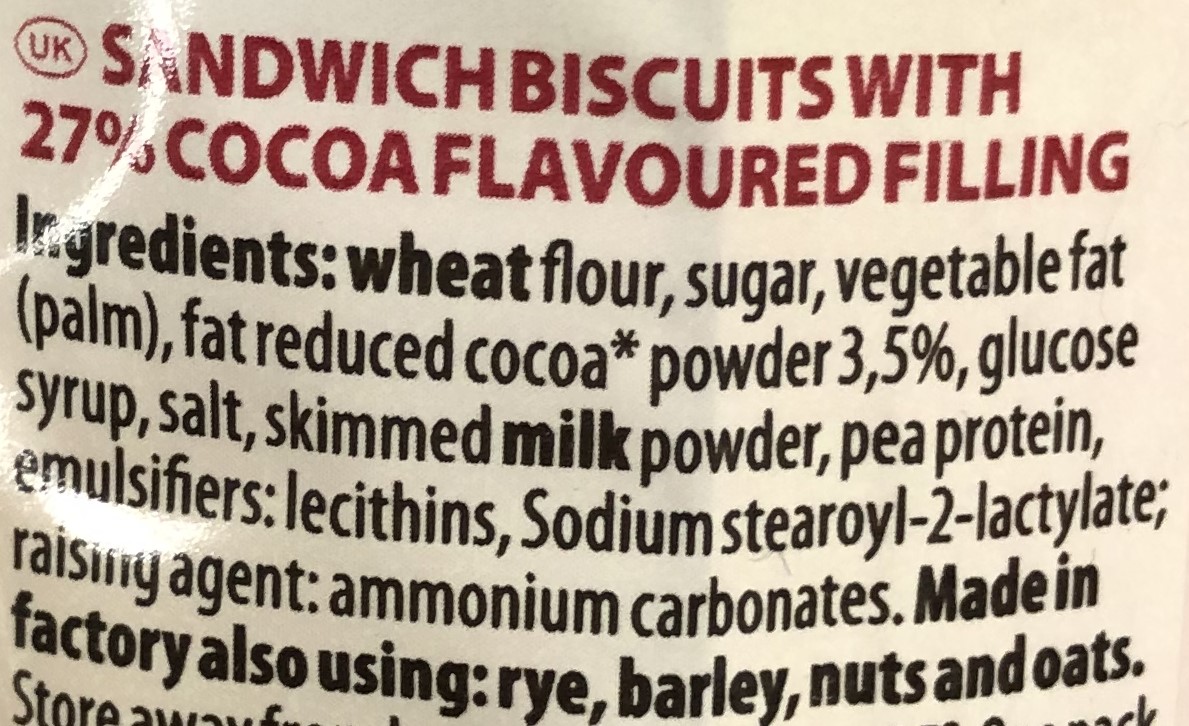 UK SANDWICH BISCUITS WITH
27% COCOA FLAVOURED FILLING
Ingredients: wheat flour, sugar, vegetable fat
(palm), fat reduced cocoa* powder 3,5%, glucose
syrup, salt, skimmed milk powder, pea protein,
emulsifiers: lecithins, Sodium stearoyl-2-lactylate;
raising agent: ammonium carbonates. Made in
factory also using: rye, barley, nuts and oats.
Store away